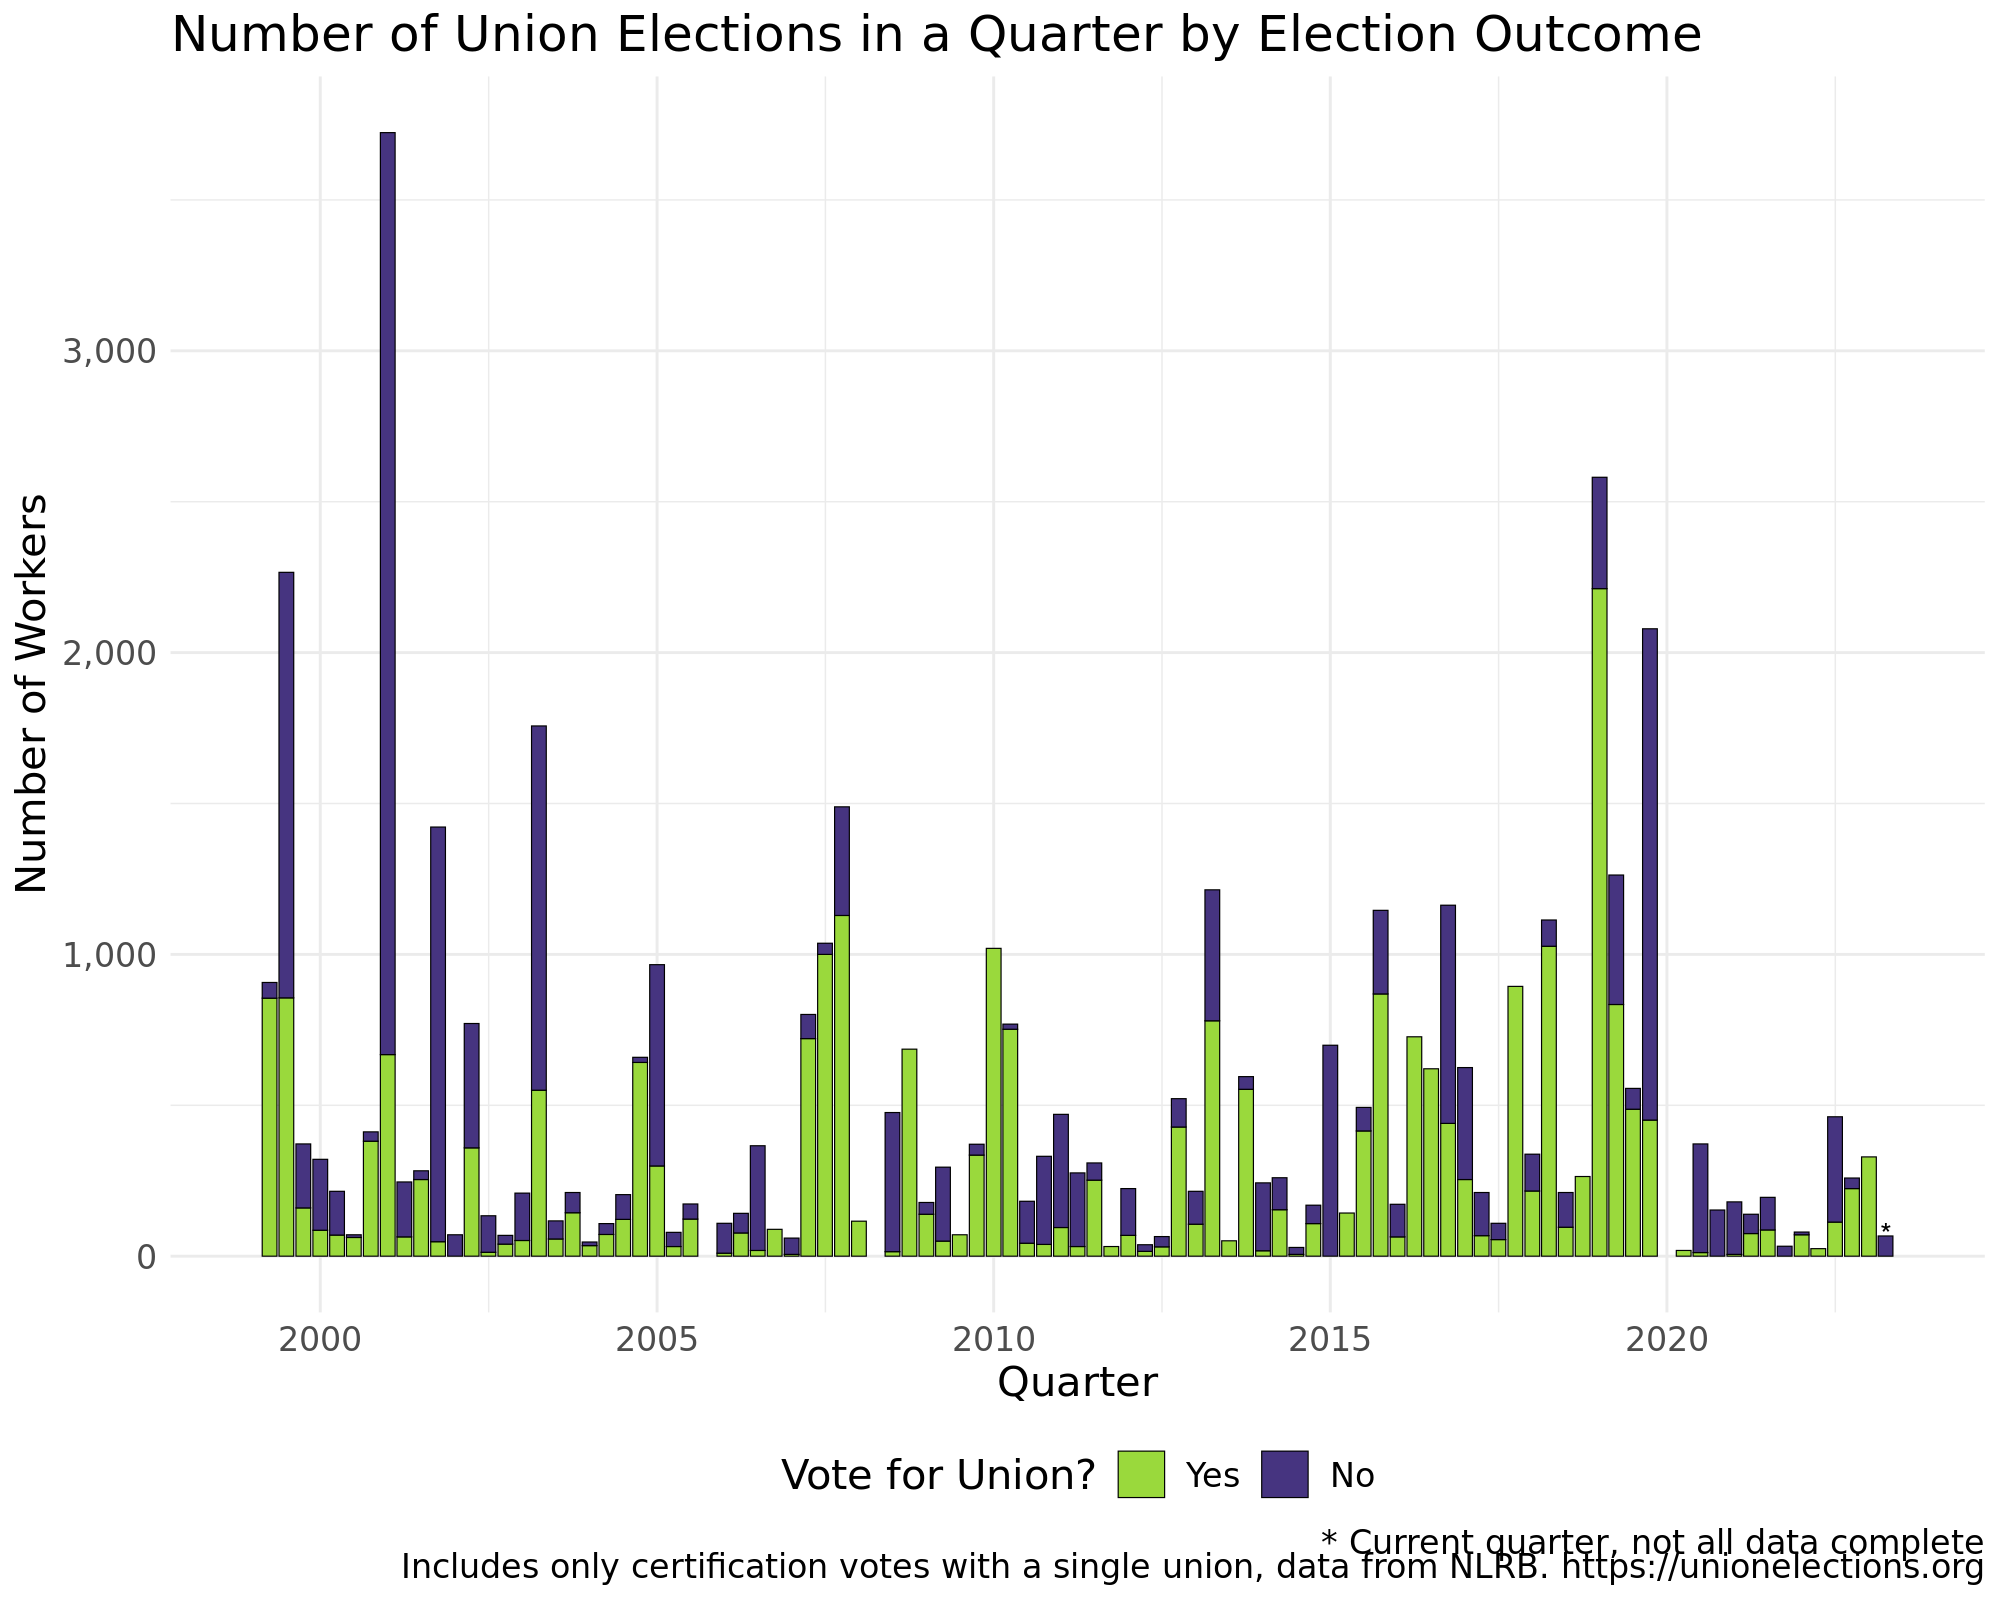 Number of Union Elections in a Quarter by Election Outcome
Number of Workers
3,000
2,000
1,000
0
*
2000 2005 2010 2015 2020
Quarter
Vote for Union? Yes No
* Current quarter, not all data complete
Includes only certification votes with a single union, data from NLRB. https://unionelections.org